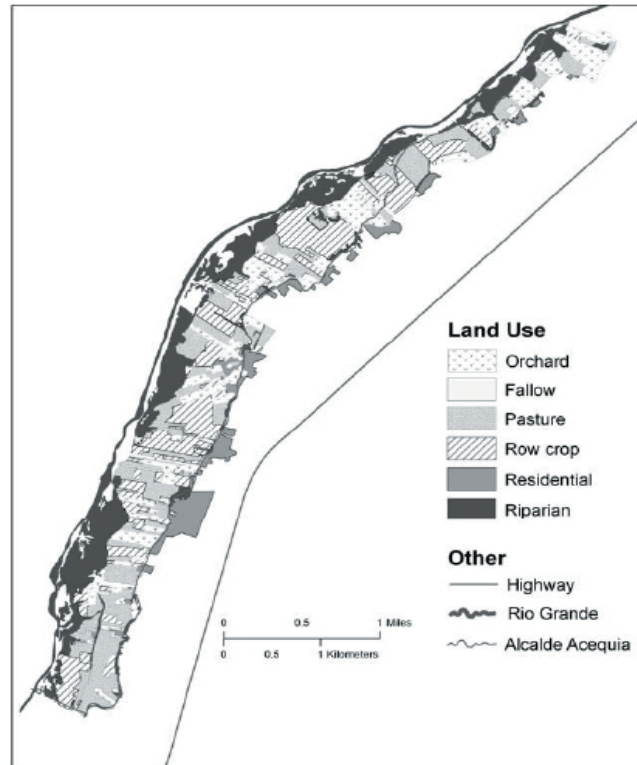 Land Use
Orchard
Fallow
Pasture
Row crop
Residential
Riparian
Other
Highway
Rio Grande
Alcalde Acequia
0 0.5 1 Miles
0 0.5 1 Kilometers